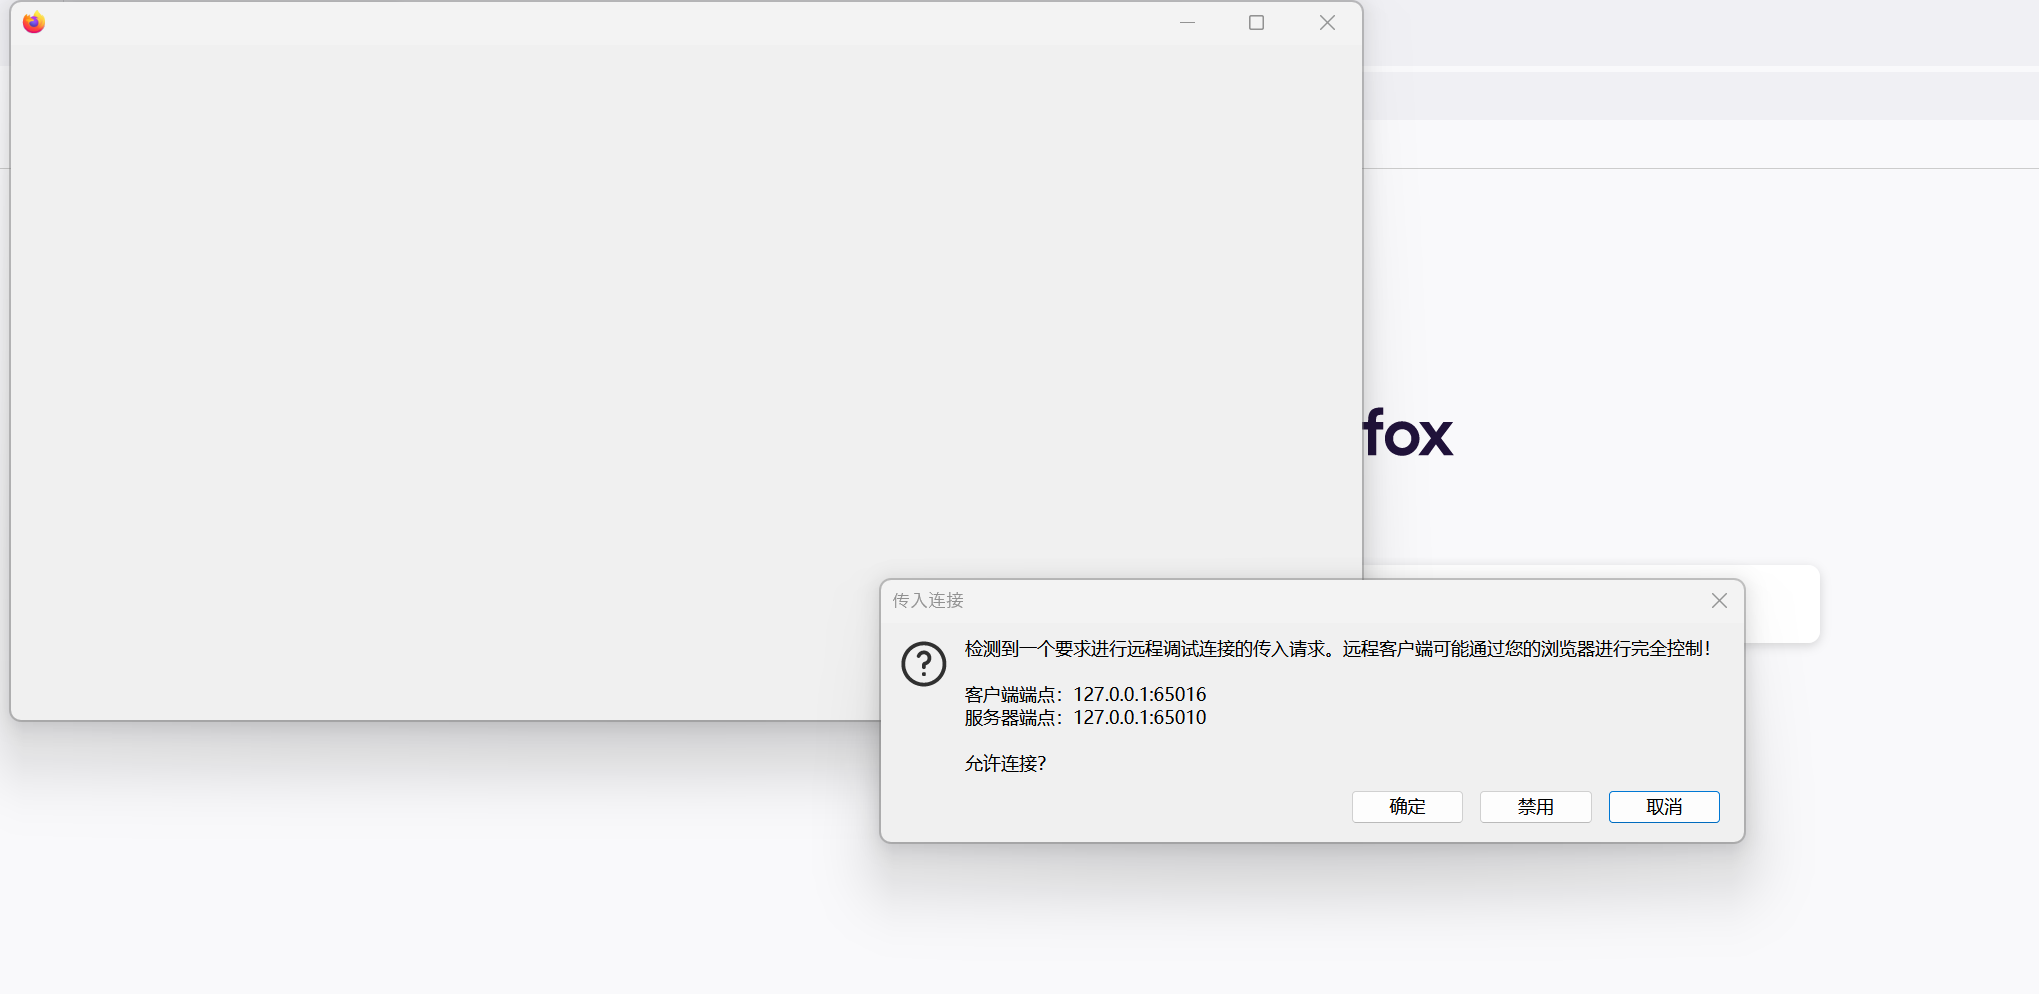 fox
传入连接
检测到一个要求进行远程调试连接的传入请求。远程客户端可能通过您的浏览器进行完全控制！
客户端端点：127.0.0.1:65016
服务器端点：127.0.0.1:65010
允许连接？
确定 禁用 取消